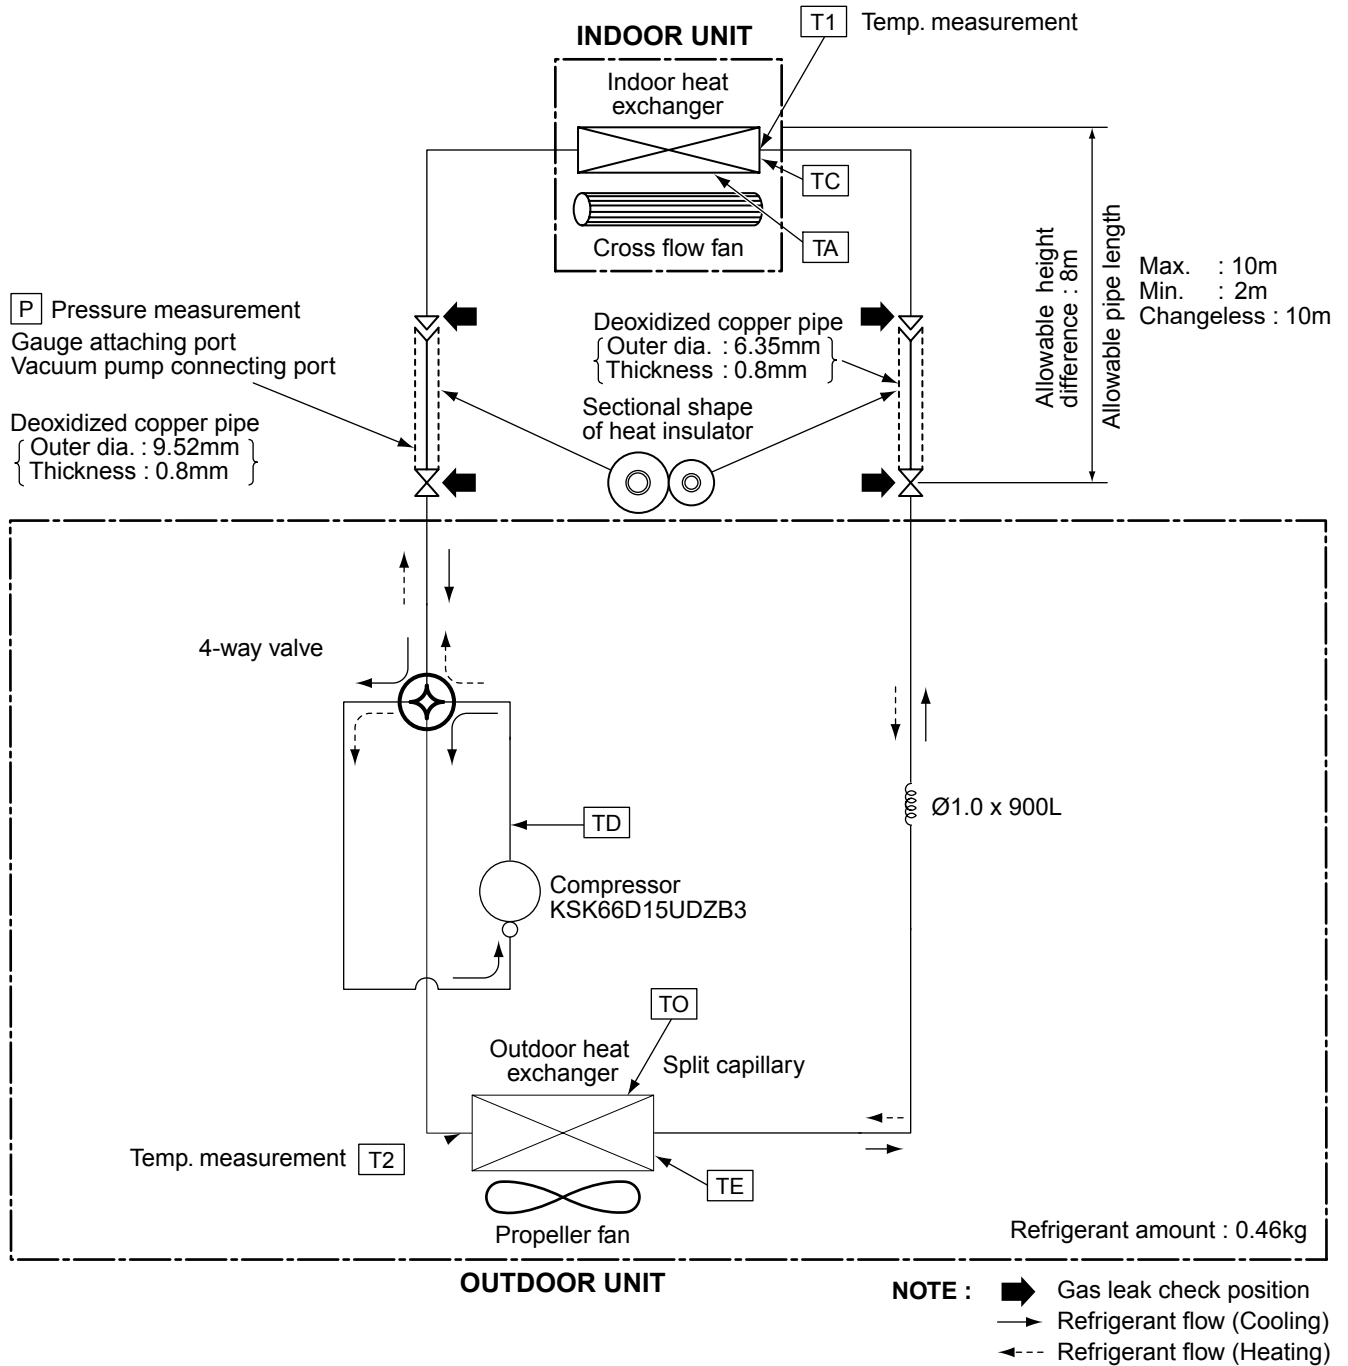 T1 Temp. measurement
INDOOR UNIT
Indoor heat
exchanger
TC
Cross flow fan
TA
Allowable height
difference : 8m
Allowable pipe length
Max. : 10m
Min. : 2m
Changeless : 10m
P Pressure measurement
Gauge attaching port
Vacuum pump connecting port
Deoxidized copper pipe
Outer dia. : 9.52mm
Thickness : 0.8mm
Deoxidized copper pipe
Outer dia. : 6.35mm
Thickness : 0.8mm
Sectional shape
of heat insulator
4-way valve
TD
Ø1.0 x 900L
Compressor
KSK66D15UDZB3
TO
Outdoor heat
exchanger
Split capillary
Temp. measurement T2
TE
Propeller fan
Refrigerant amount : 0.46kg
OUTDOOR UNIT
NOTE : Gas leak check position
Refrigerant flow (Cooling)
Refrigerant flow (Heating)